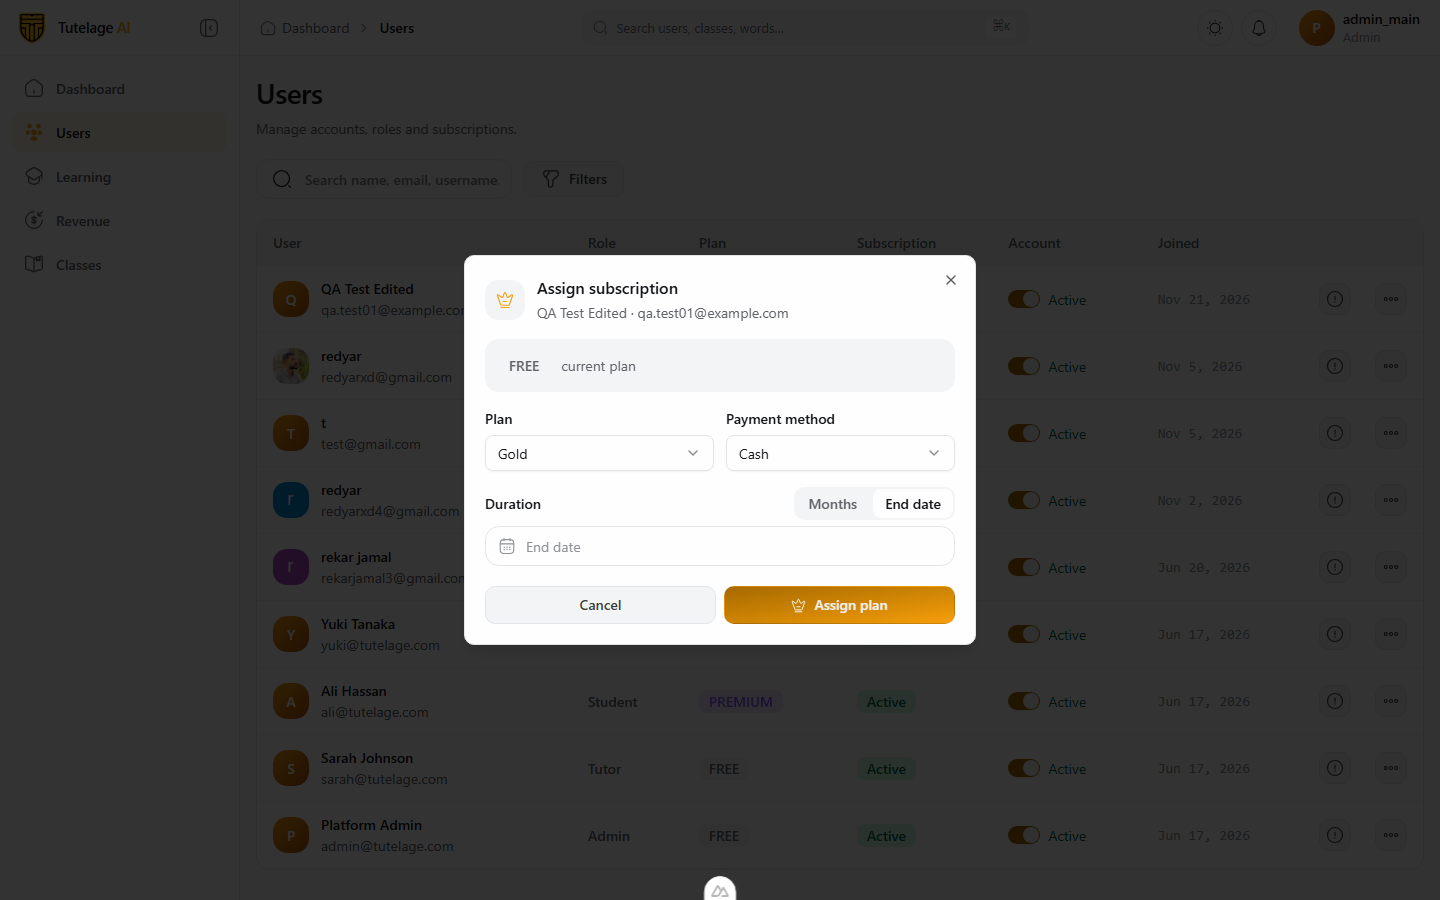 Tutelage AI
Dashboard > Users
Search users, classes, words...
⌘K
P
admin_main
Admin
Dashboard
Users
Learning
Revenue
Classes
Users
Manage accounts, roles and subscriptions.
Search name, email, username
Filters
User Role Plan Subscription Account Joined
Q QA Test Edited
qa.test01@example.com
Active Nov 21, 2026
redyar
redyarxd@gmail.com
Active Nov 5, 2026
T t
test@gmail.com
Active Nov 5, 2026
r redyar
redyarxd4@gmail.com
Active Nov 2, 2026
r rekar jamal
rekarjamal3@gmail.com
Active Jun 20, 2026
Y Yuki Tanaka
yuki@tutelage.com
Active Jun 17, 2026
A Ali Hassan
ali@tutelage.com
Student PREMIUM Active Active Jun 17, 2026
S Sarah Johnson
sarah@tutelage.com
Tutor FREE Active Active Jun 17, 2026
P Platform Admin
admin@tutelage.com
Admin FREE Active Active Jun 17, 2026
Assign subscription
QA Test Edited · qa.test01@example.com
FREE current plan
Plan
Payment method
Gold
Cash
Duration
Months
End date
End date
Cancel
Assign plan